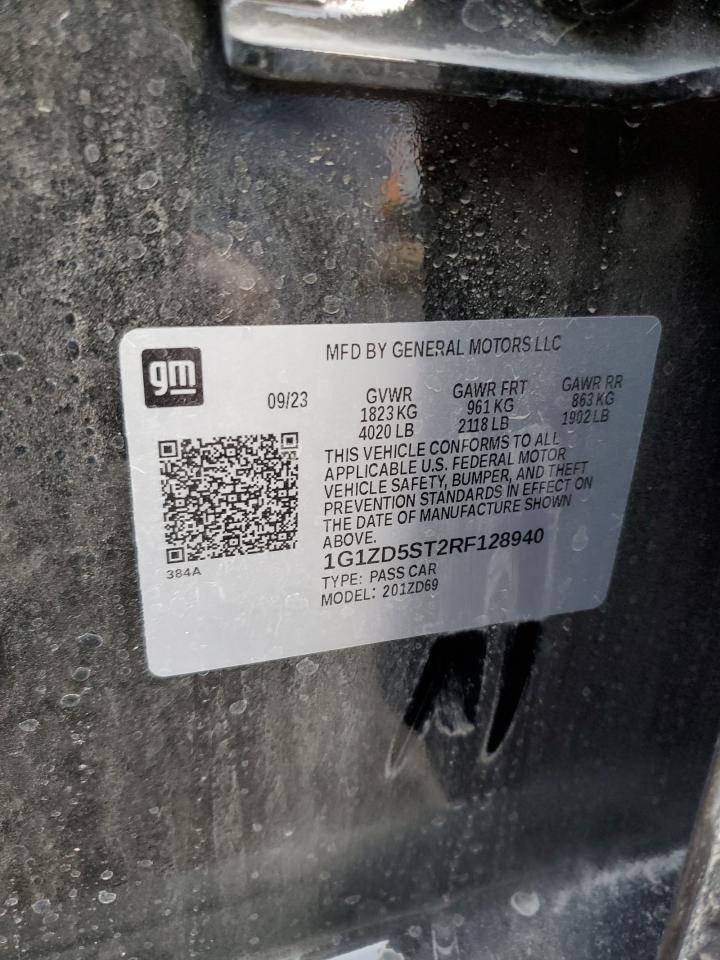 gm
MFD BY GENERAL MOTORS LLC
09/23
GVWR
1823 KG
4020 LB
GAWR FRT
961 KG
2118 LB
GAWR RR
863 KG
1902 LB
THIS VEHICLE CONFORMS TO ALL
APPLICABLE U.S. FEDERAL MOTOR
VEHICLE SAFETY, BUMPER, AND THEFT
PREVENTION STANDARDS IN EFFECT ON
THE DATE OF MANUFACTURE SHOWN
ABOVE.
1G1ZD5ST2RF128940
TYPE: PASS CAR
MODEL: 201ZD69
384A